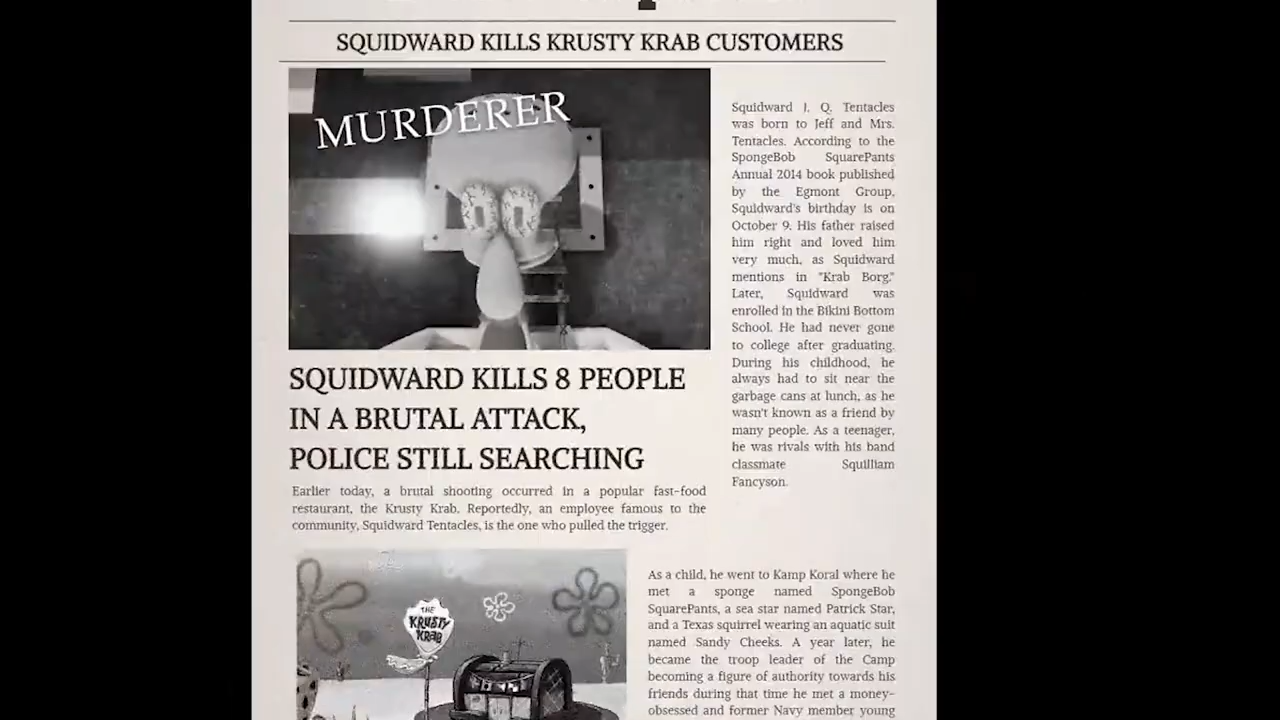 SQUIDWARD KILLS KRUSTY KRAB CUSTOMERS
MURDERER
SQUIDWARD KILLS 8 PEOPLE
IN A BRUTAL ATTACK,
POLICE STILL SEARCHING
Earlier today, a brutal shooting occurred in a popular fast-food
restaurant, the Krusty Krab. Reportedly, an employee famous to the
community, Squidward Tentacles, is the one who pulled the trigger.
Squidward J. Q. Tentacles
was born to Jeff and Mrs.
Tentacles. According to the
SpongeBob SquarePants
Annual 2014 book published
by the Egmont Group,
Squidward's birthday is on
October 9. His father raised
him right and loved him
very much, as Squidward
mentions in "Krab Borg."
Later, Squidward was
enrolled in the Bikini Bottom
School. He had never gone
to college after graduating.
During his childhood, he
always had to sit near the
garbage cans at lunch, as he
wasn't known as a friend by
many people. As a teenager,
he was rivals with his band
classmate Squilliam
Fancyson.
THE
KRUSTY
KRAB
As a child, he went to Kamp Koral where he
met a sponge named SpongeBob
SquarePants, a sea star named Patrick Star,
and a Texas squirrel wearing an aquatic suit
named Sandy Cheeks. A year later, he
became the troop leader of the Camp
becoming a figure of authority towards his
friends during that time he met a money-
obsessed and former Navy member young